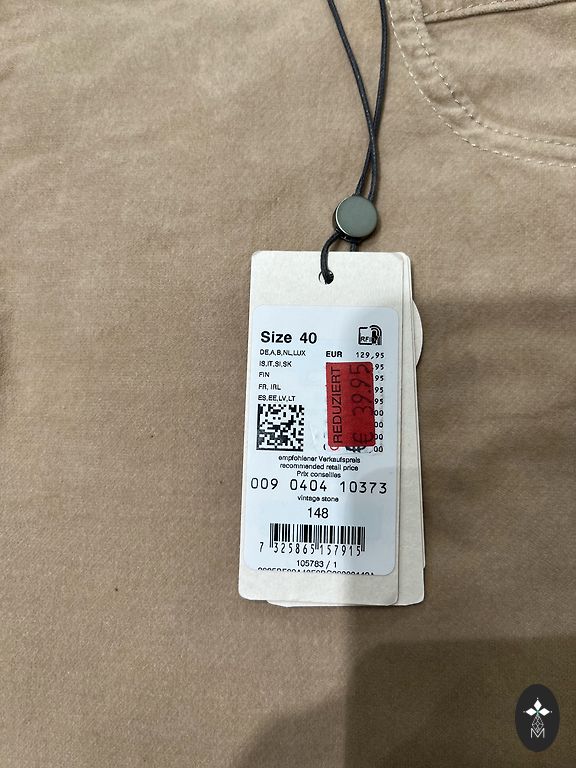 Size 40
RFID
DE,A,B,NL,LUX EUR 129,95
IS,IT,SI,SK
FIN
FR, IRL
ES,EE,LV,LT
REDUZIERT
€ 39,95
empfohlener Verkaufspreis
recommended retail price
Prix conseilles
009 0404 10373
vintage stone
148
7 325865 157915
105783 / 1
M